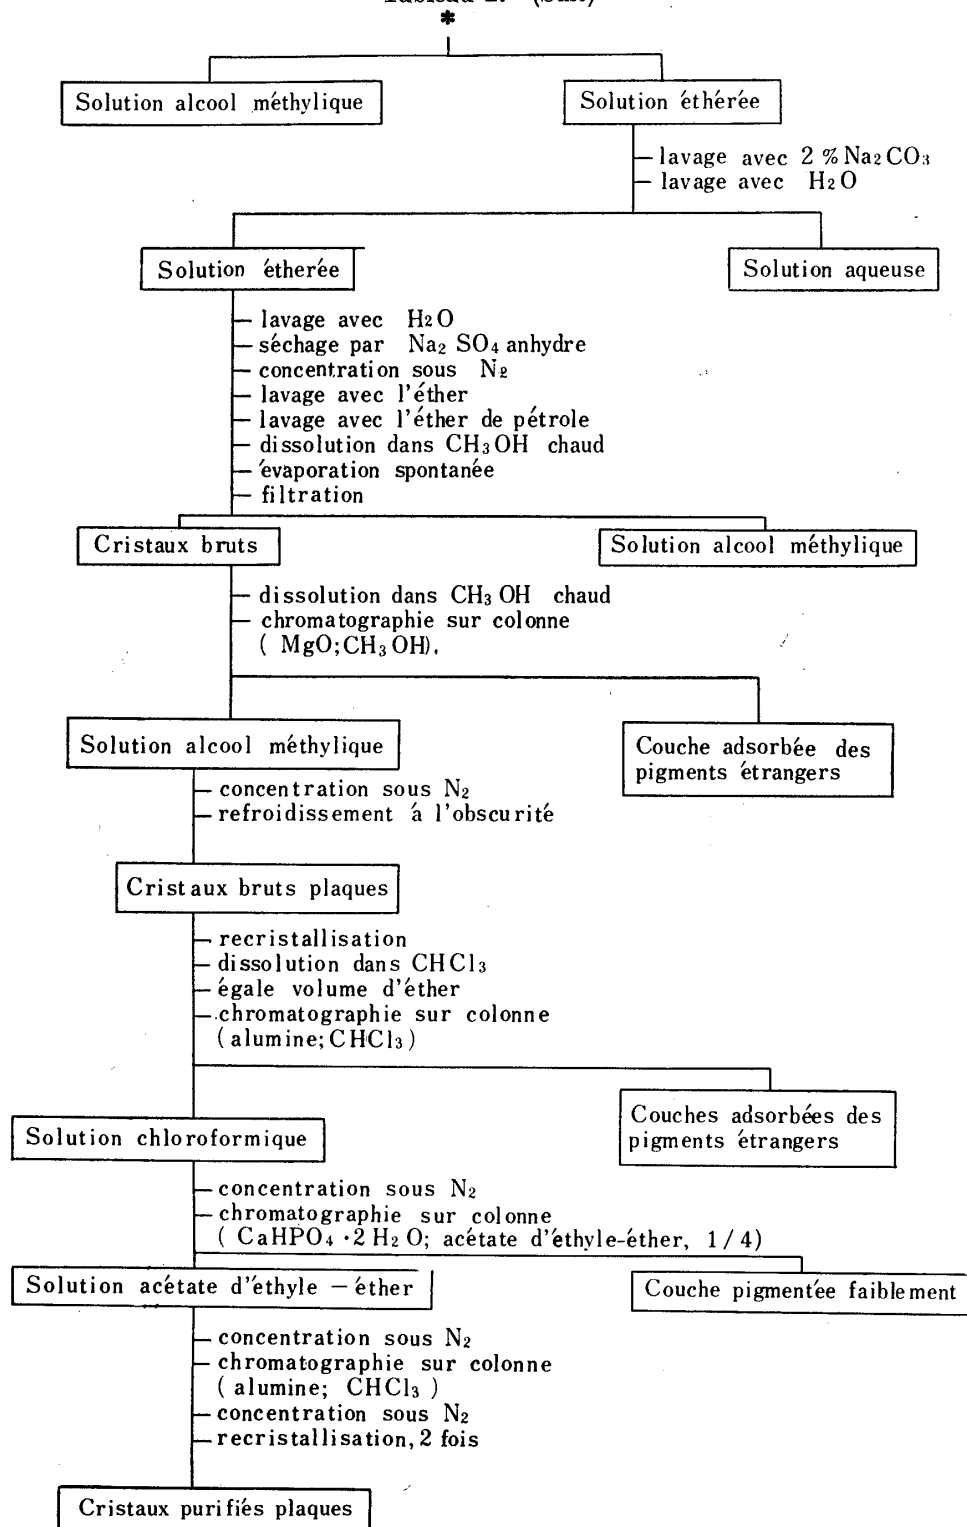 *
Solution alcool méthylique
Solution éthérée
lavage avec 2 % Na2CO3
lavage avec H2O
Solution étherée
Solution aqueuse
lavage avec H2O
séchage par Na2 SO4 anhydre
concentration sous N2
lavage avec l'éther
lavage avec l'éther de pétrole
dissolution dans CH3OH chaud
évaporation spontanée
filtration
Cristaux bruts
Solution alcool méthylique
dissolution dans CH3 OH chaud
chromatographie sur colonne
( MgO;CH3 OH).
Solution alcool méthylique
Couche adsorbée des
pigments étrangers
concentration sous N2
refroidissement á l'obscurité
Cristaux bruts plaques
recristallisation
dissolution dans CHCl3
égale volume d'éther
chromatographie sur colonne
(alumine; CHCl3)
Couches adsorbées des
pigments étrangers
Solution chloroformique
concentration sous N2
chromatographie sur colonne
( CaHPO4 ·2 H2 O; acétate d'éthyle-éther, 1/4)
Solution acétate d'éthyle — éther
Couche pigmentée faiblement
concentration sous N2
chromatographie sur colonne
( alumine; CHCl3 )
concentration sous N2
recristallisation, 2 fois
Cristaux purifiés plaques